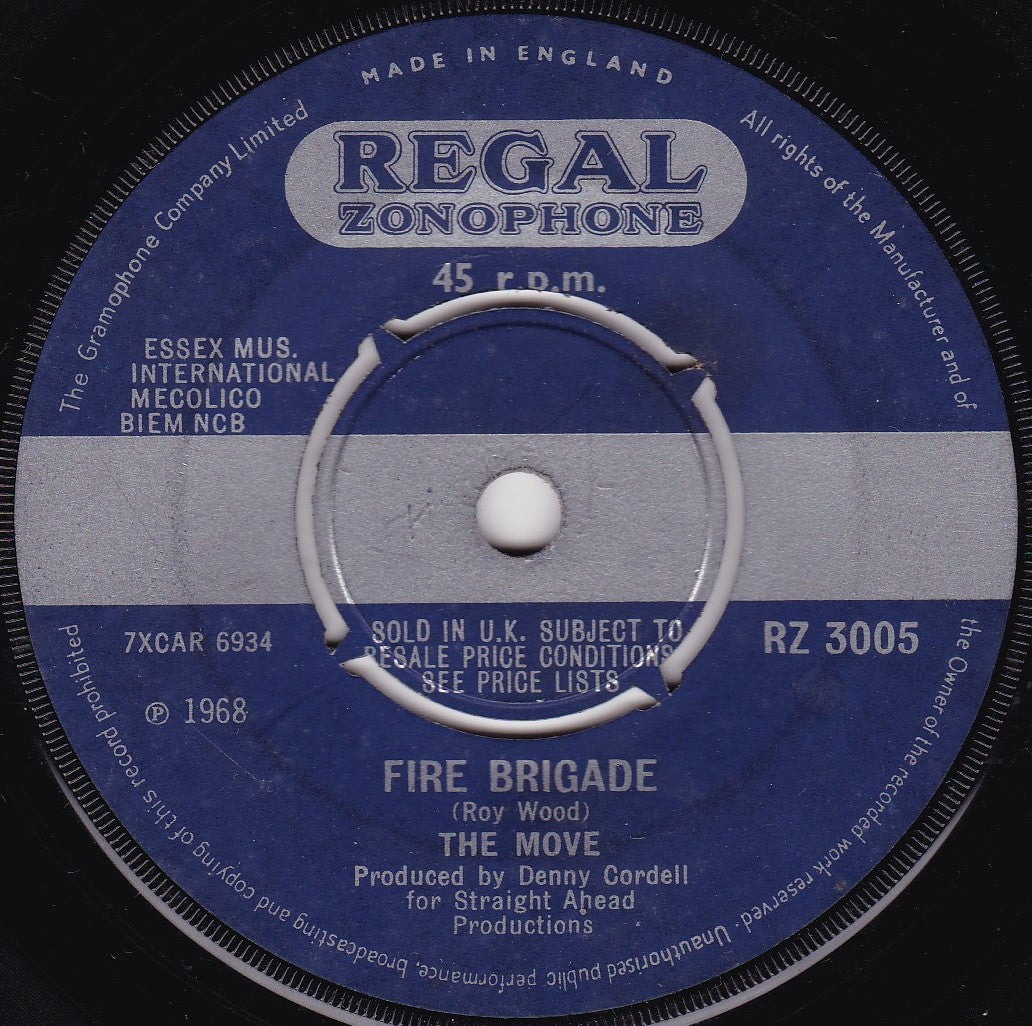 MADE IN ENGLAND
REGAL
ZONOPHONE
45 r.p.m.
ESSEX MUS.
INTERNATIONAL
MECOLICO
BIEM NCB
7XCAR 6934
℗ 1968
SOLD IN U.K. SUBJECT TO
RESALE PRICE CONDITIONS
SEE PRICE LISTS
RZ 3005
FIRE BRIGADE
(Roy Wood)
THE MOVE
Produced by Denny Cordell
for Straight Ahead
Productions
The Gramophone Company Limited
All rights of the Manufacturer and of the Owner of the recorded work reserved. Unauthorised public performance, broadcasting and copying of this record prohibited